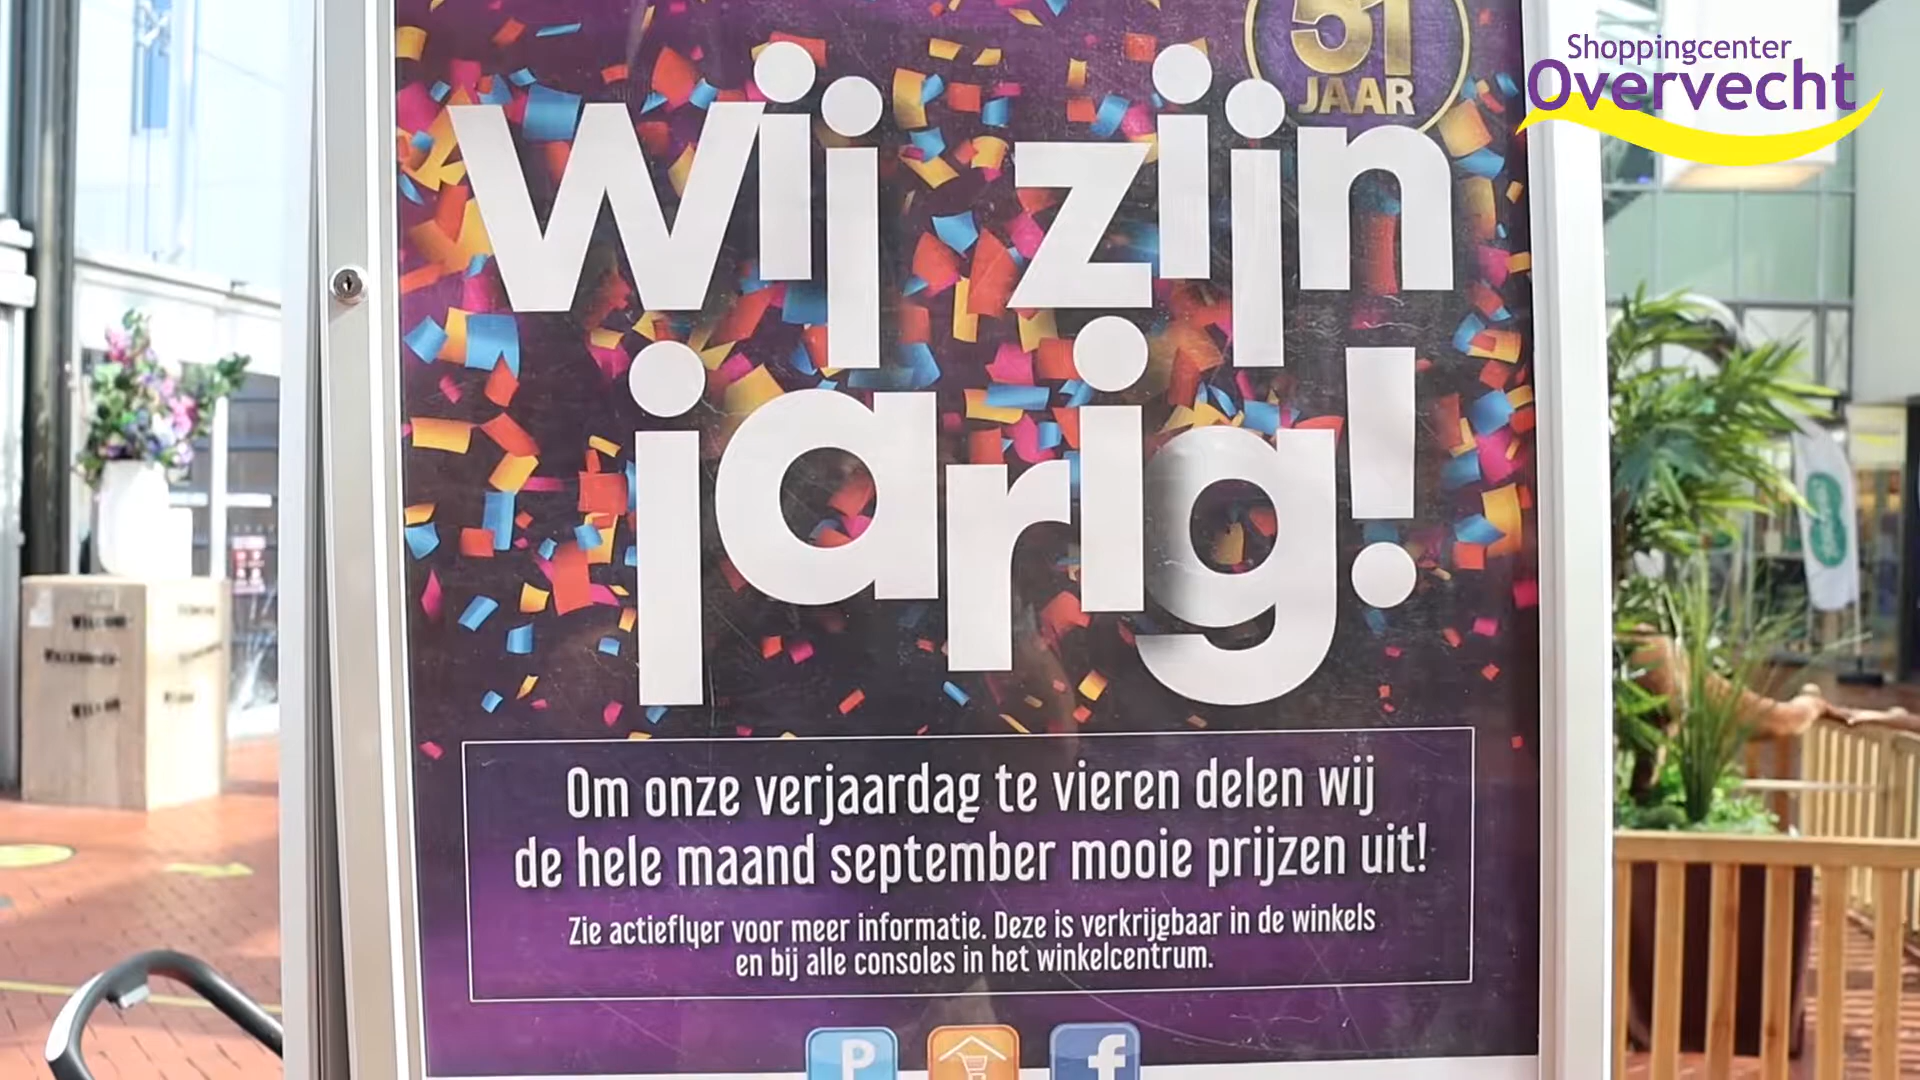 Shoppingcenter
Overvecht
51
JAAR
wij zijn
jarig!
Om onze verjaardag te vieren delen wij
de hele maand september mooie prijzen uit!
Zie actieflyer voor meer informatie. Deze is verkrijgbaar in de winkels
en bij alle consoles in het winkelcentrum.
P
f